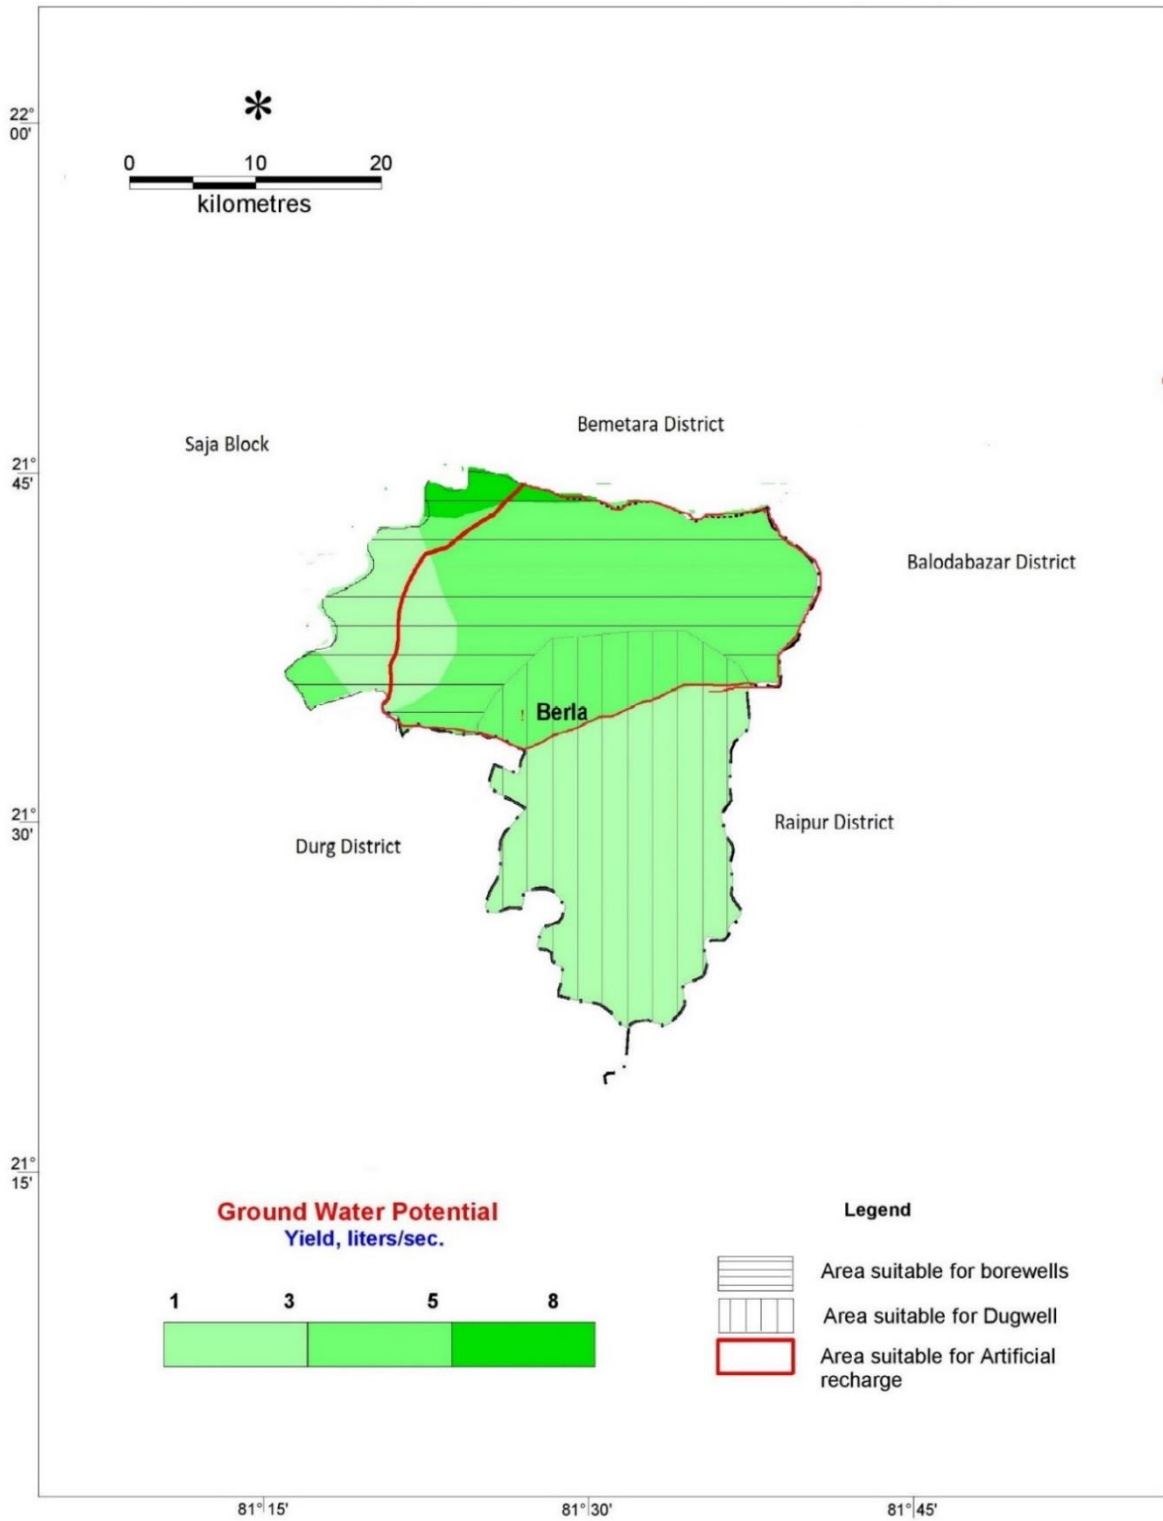 22°
00'
*
0 10 20
kilometres
Bemetara District
Saja Block
21°
45'
Balodabazar District
Berla
21°
30'
Raipur District
Durg District
21°
15'
Ground Water Potential
Yield, liters/sec.
1 3 5 8
Legend
Area suitable for borewells
Area suitable for Dugwell
Area suitable for Artificial
recharge
81°15' 81°30' 81°45'